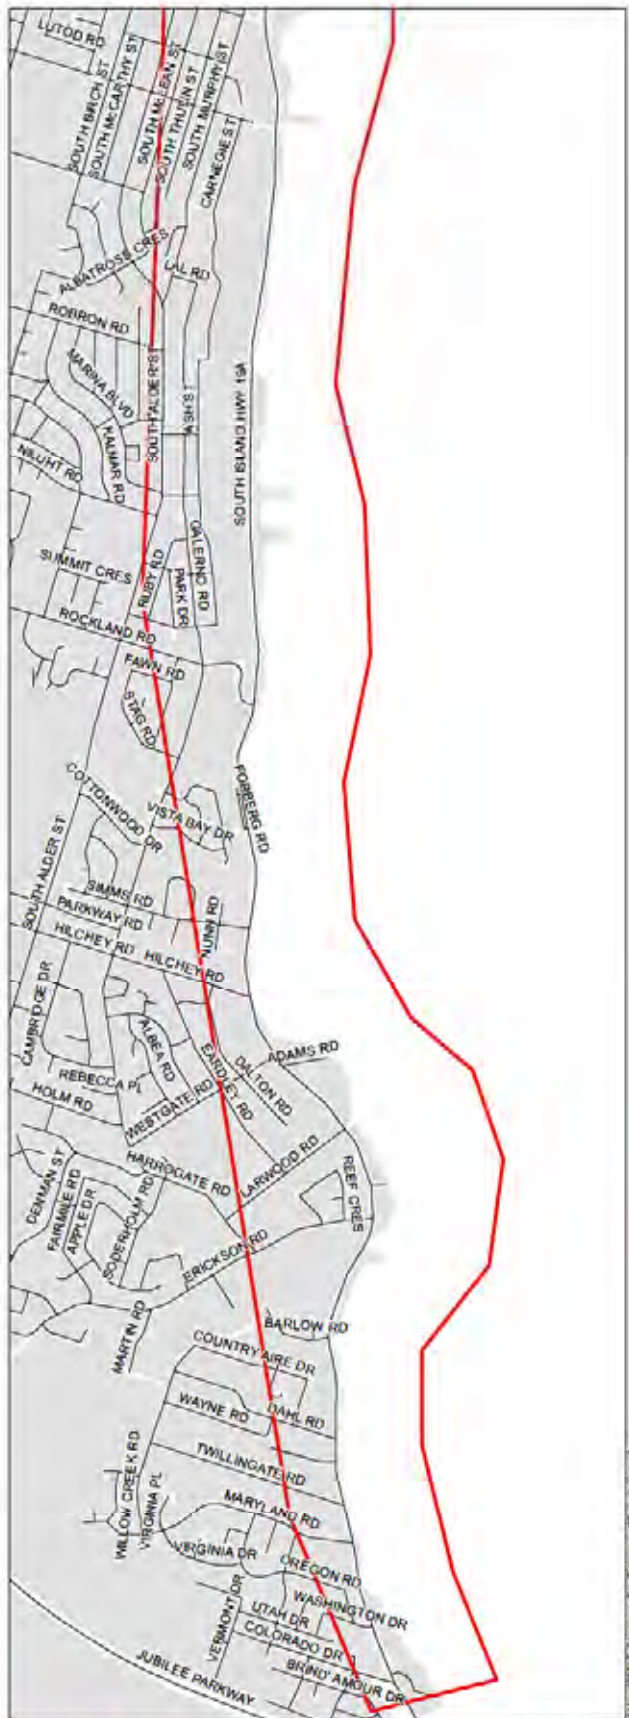 LUTOD RD
SOUTH BIRCH ST
SOUTH McCARTHY ST
SOUTH McLEAN ST
SOUTH THULIN ST
SOUTH MURPHY ST
CARNEGIE ST
ALBATROSS CRES
LAL RD
ROBRON RD
MARINA BLVD
SOUTH ALDER ST
ASH ST
SOUTH ISLAND HWY 19A
KALMAR RD
NIKUHT RD
GALERNO RD
SUMMIT CRES
RUBY RD
PARK DR
ROCKLAND RD
FAWN RD
STAG RD
FORBERG RD
COTTONWOOD DR
VISTA BAY DR
SOUTH ALDER ST
SIMMS RD
PARKWAY RD
NUNN RD
HILCHEY RD
HILCHEY RD
CAMBRIDGE DR
ALBEA RD
EARDLEY RD
DALTON RD
ADAMS RD
REBECCA PL
WESTGATE RD
HOLM RD
HARROGATE RD
LARWOOD RD
REEF CRES
DENMAN ST
FAIRMILE RD
APPLE DR
SODERHOLM RD
ERICKSON RD
MARTIN RD
BARLOW RD
COUNTRY AIRE DR
WAYNE RD
DAHL RD
TWILLINGATE RD
WILLOW CREEK RD
VIRGINIA PL
MARYLAND RD
VIRGINIA DR
OREGON RD
VERMONT DR
WASHINGTON DR
UTAH DR
COLORADO DR
BRIND' AMOUR DR
JUBILEE PARKWAY